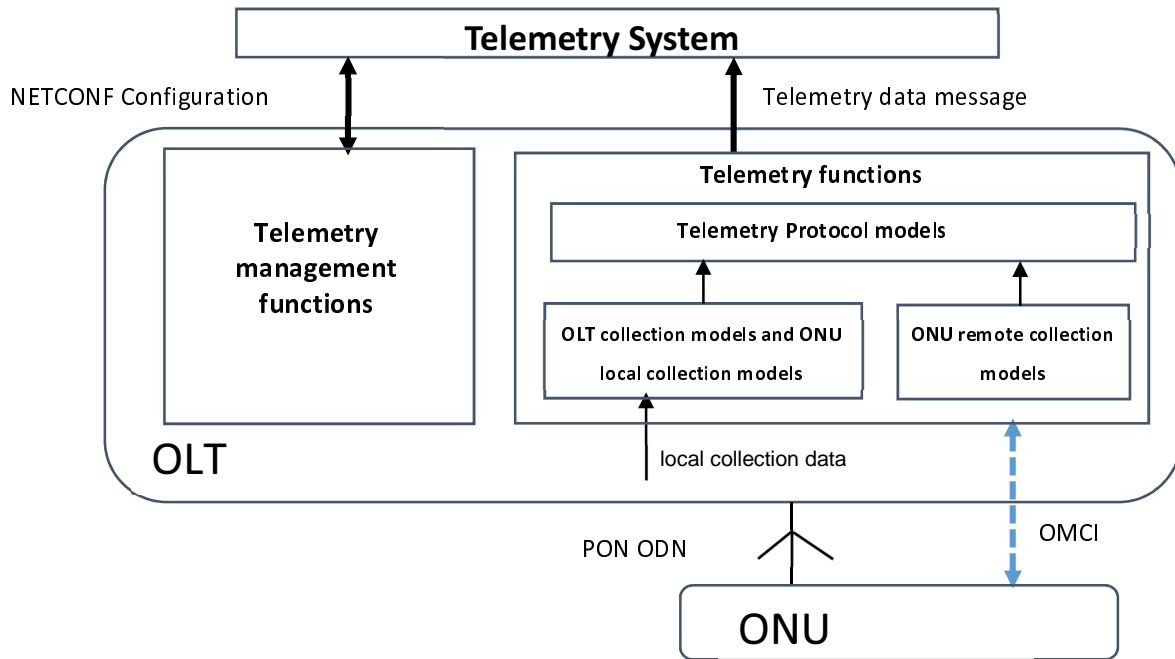 Telemetry System
NETCONF Configuration
Telemetry data message
Telemetry functions
Telemetry Protocol models
Telemetry
management
functions
OLT collection models and ONU
local collection models
ONU remote collection
models
OLT
local collection data
PON ODN
OMCI
ONU